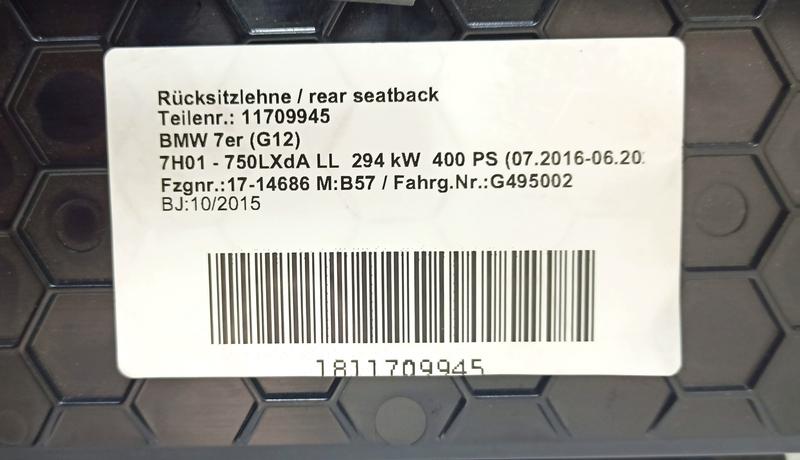 Rücksitzlehne / rear seatback
Teilenr.: 11709945
BMW 7er (G12)
7H01 - 750LXdA LL 294 kW 400 PS (07.2016-06.20
Fzgnr.:17-14686 M:B57 / Fahrg.Nr.:G495002
BJ:10/2015
1811709945